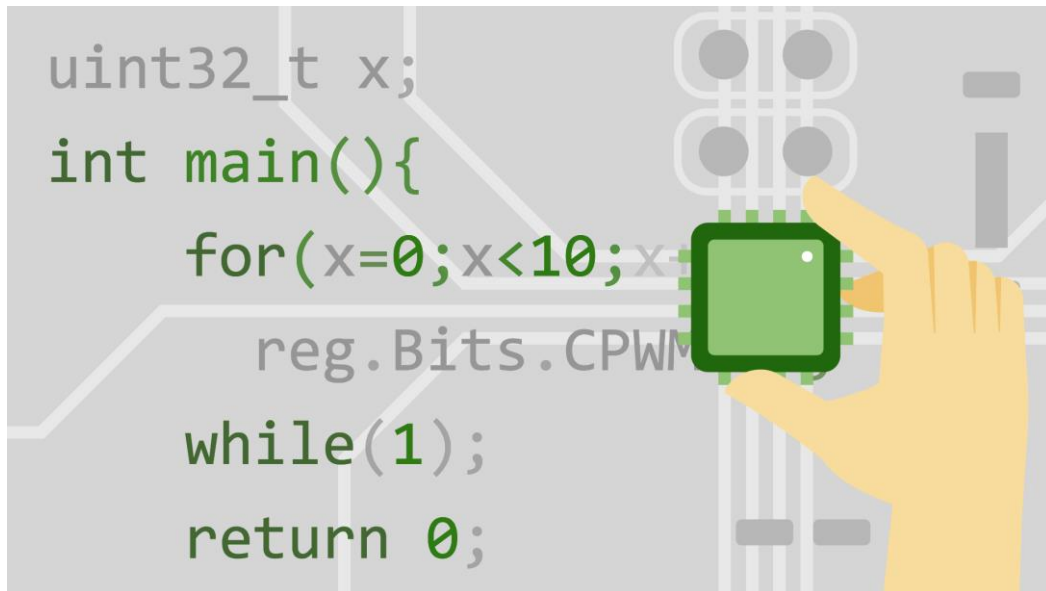 uint32_t x;
int main(){
for(x=0;x<10;x
reg.Bits.CPWM
while(1);
return 0;